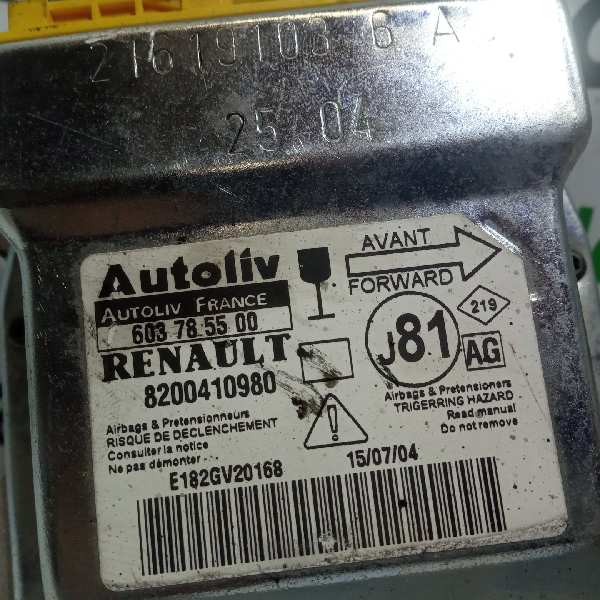 21619108 6 A
25 04
Autoliv
AUTOLIV FRANCE
603 78 55 00
RENAULT
8200410980
AVANT
FORWARD
J81
219
AG
Airbags & Pretensionneurs
RISQUE DE DECLENCHEMENT
Consulter la notice
Ne pas démonter
Airbags & Pretensioners
TRIGERRING HAZARD
Read manual
Do not remove
E182GV20168
15/07/04